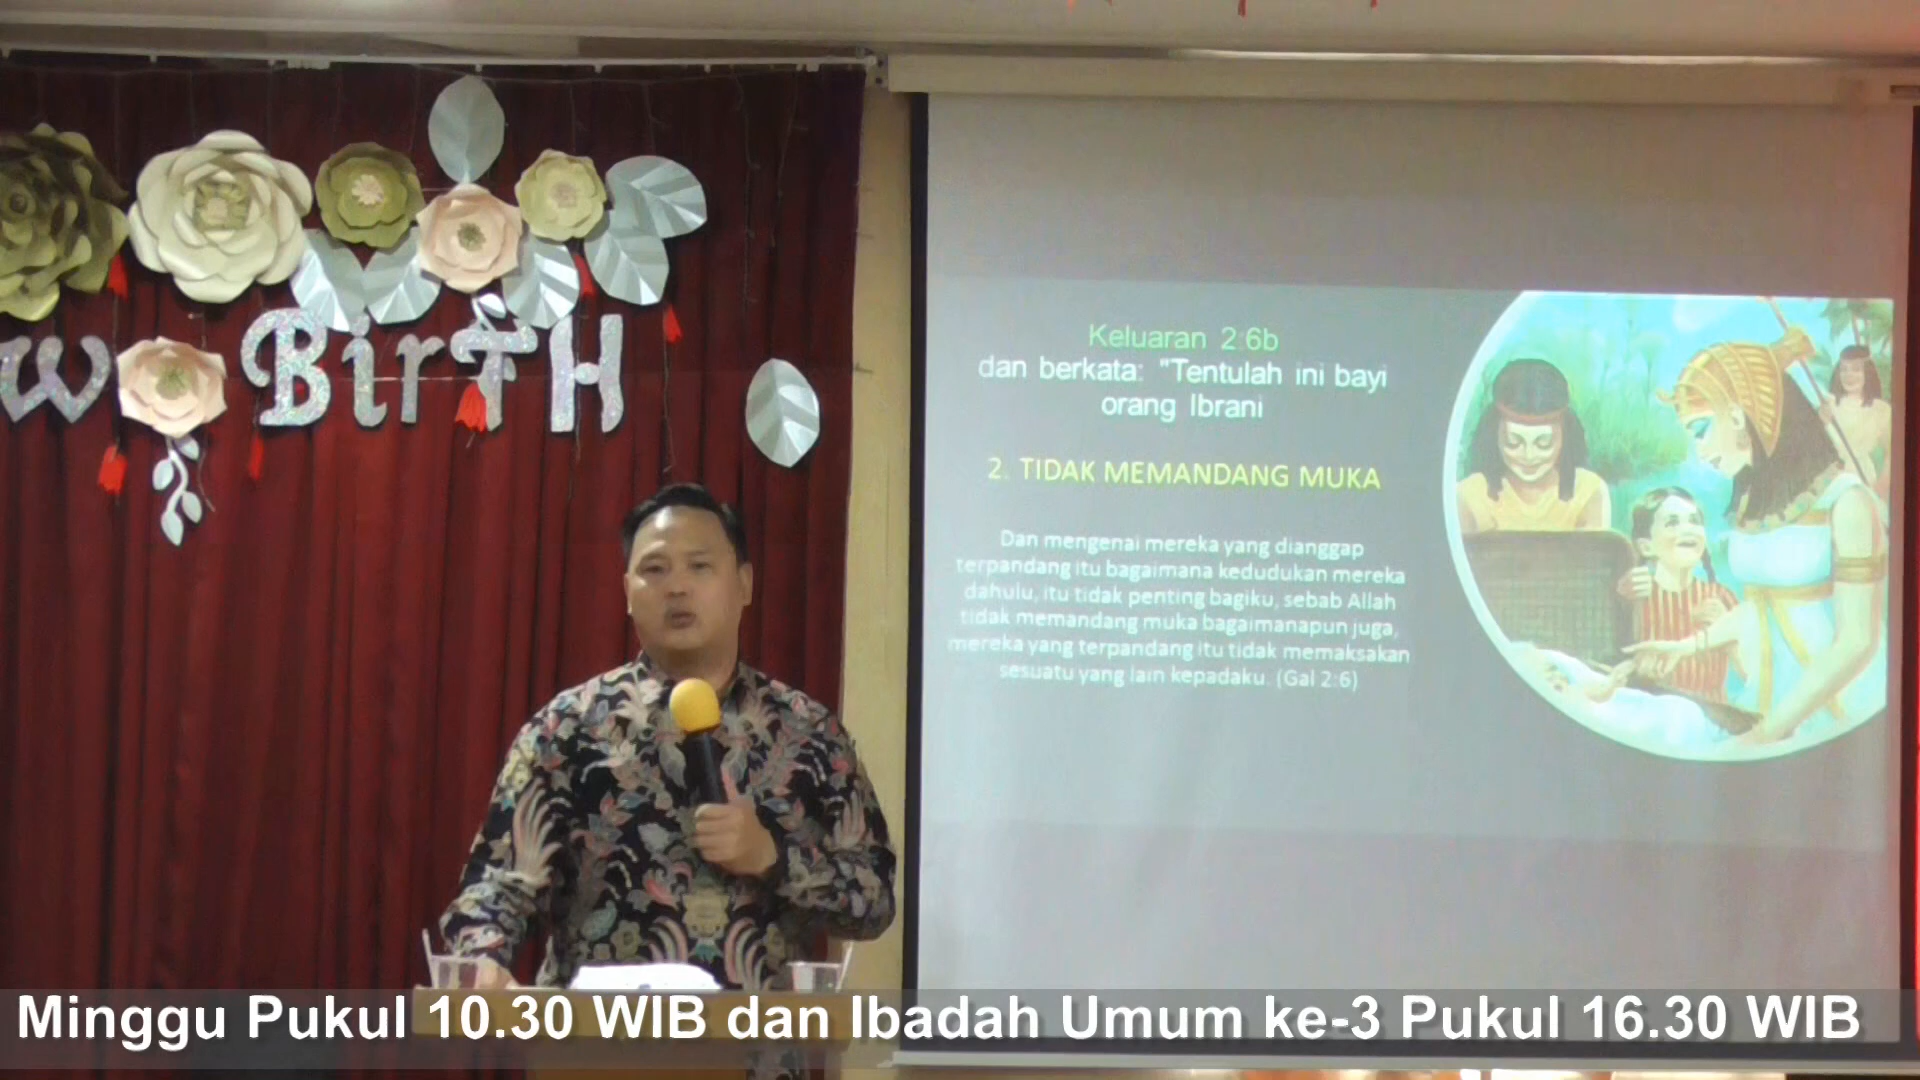 w BirTH
Keluaran 2:6b
dan berkata: "Tentulah ini bayi
orang Ibrani
2. TIDAK MEMANDANG MUKA
Dan mengenai mereka yang dianggap
terpandang itu bagaimana kedudukan mereka
dahulu, itu tidak penting bagiku, sebab Allah
tidak memandang muka bagaimanapun juga,
mereka yang terpandang itu tidak memaksakan
sesuatu yang lain kepadaku. (Gal 2:6)
Minggu Pukul 10.30 WIB dan Ibadah Umum ke-3 Pukul 16.30 WIB